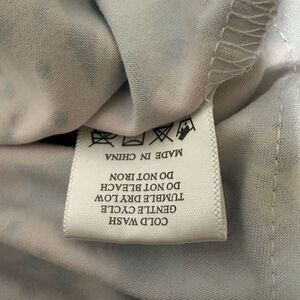 COLD WASH
GENTLE CYCLE
TUMBLE DRY LOW
DO NOT BLEACH
DO NOT IRON
MADE IN CHINA